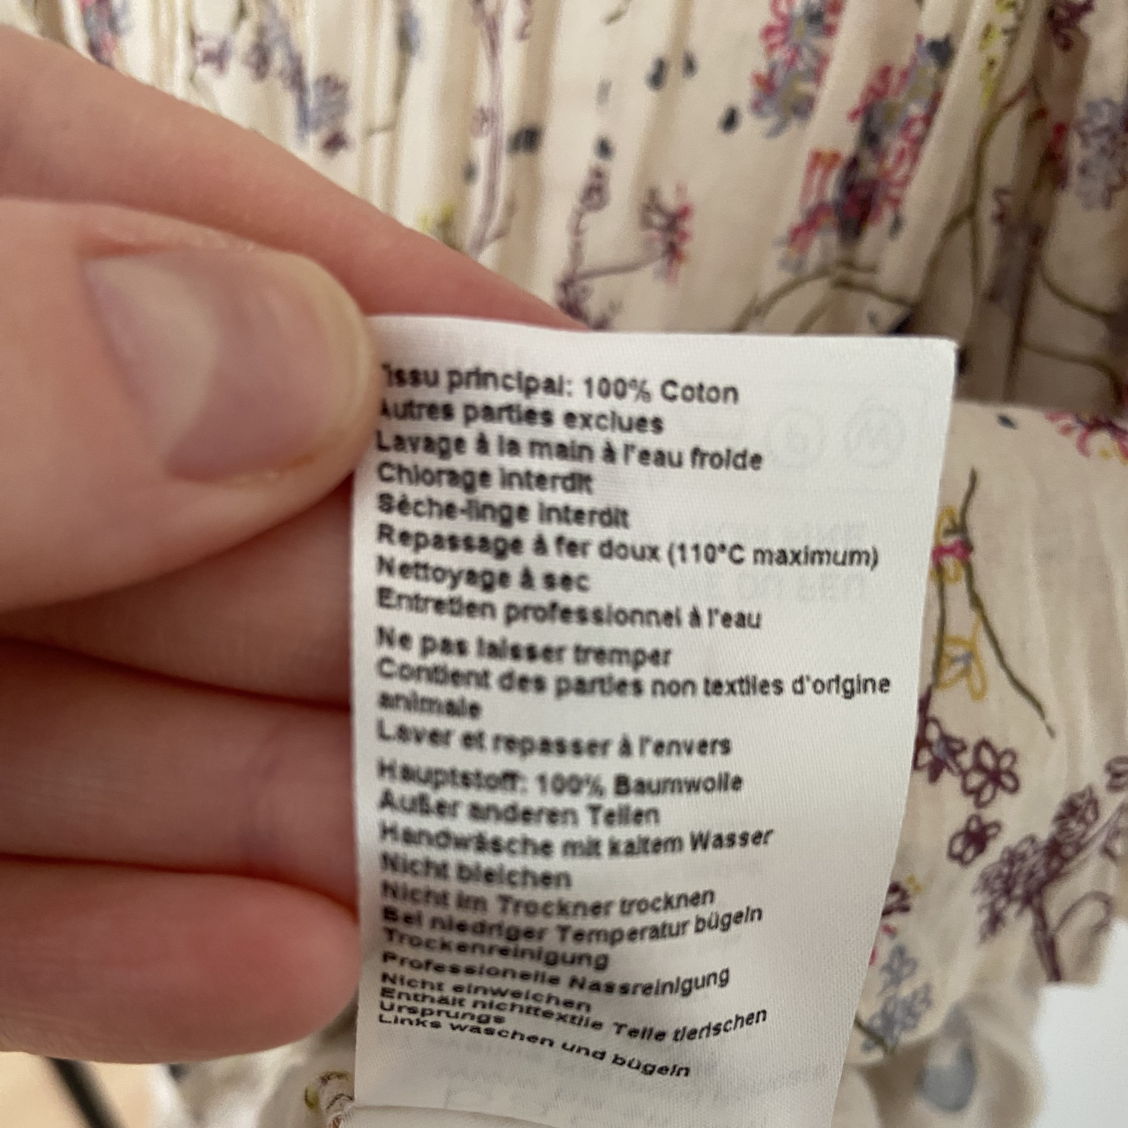 Tissu principal: 100% Coton
Autres parties exclues
Lavage à la main à l'eau froide
Chlorage interdit
Sèche-linge interdit
Repassage à fer doux (110°C maximum)
Nettoyage à sec
Entretien professionnel à l'eau
Ne pas laisser tremper
Contient des parties non textiles d'origine
animale
Laver et repasser à l'envers
Hauptstoff: 100% Baumwolle
Außer anderen Teilen
Handwäsche mit kaltem Wasser
Nicht bleichen
Nicht im Trockner trocknen
Bei niedriger Temperatur bügeln
Trockenreinigung
Professionelle Nassreinigung
Nicht einweichen
Enthält nichttextile Teile tierischen
Ursprungs
Links waschen und bügeln